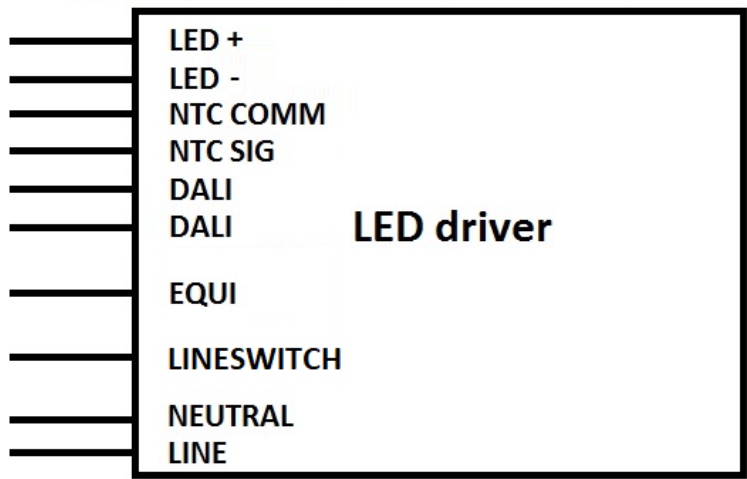 LED +
LED -
NTC COMM
NTC SIG
DALI
DALI
LED driver
EQUI
LINESWITCH
NEUTRAL
LINE